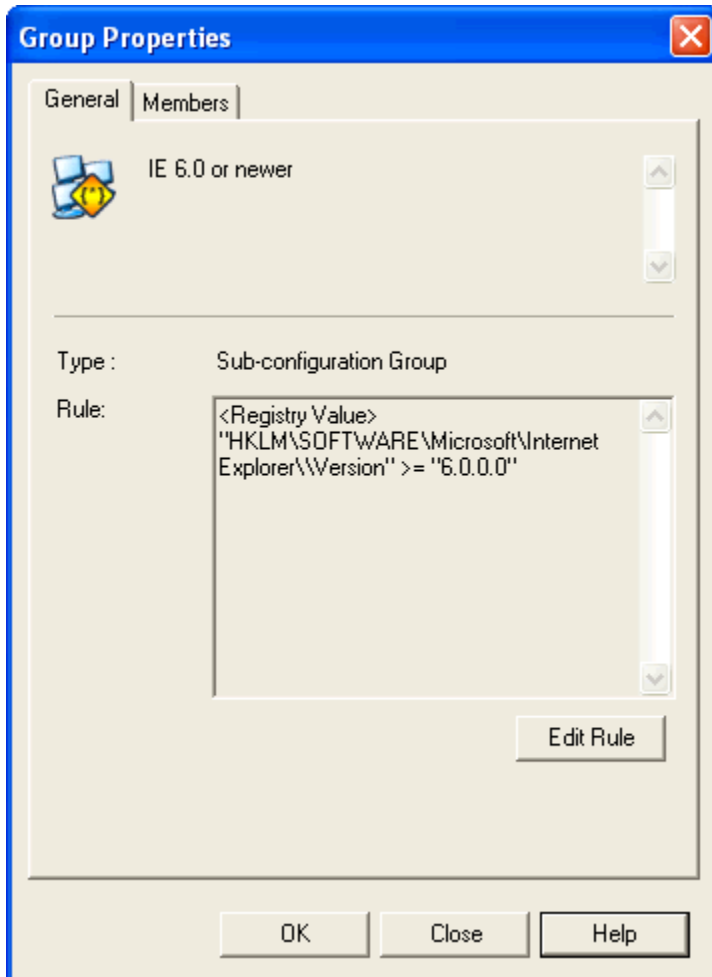 Group Properties
General
Members
IE 6.0 or newer
Type :
Sub-configuration Group
Rule:
<Registry Value>
"HKLM\SOFTWARE\Microsoft\Internet
Explorer\\Version" >= "6.0.0.0"
Edit Rule
OK
Close
Help